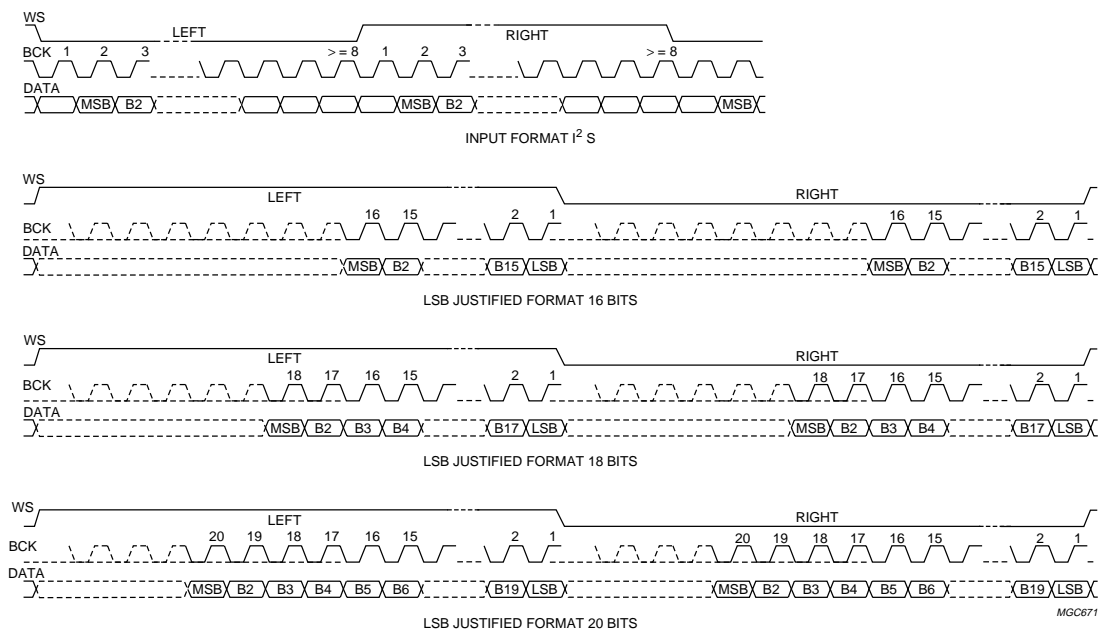 WS
LEFT
RIGHT
BCK 1 2 3 >= 8 1 2 3 >= 8
DATA
MSB B2 MSB B2 MSB
INPUT FORMAT I² S
WS
LEFT
RIGHT
16 15 2 1 16 15 2 1
BCK
DATA
MSB B2 B15 LSB MSB B2 B15 LSB
LSB JUSTIFIED FORMAT 16 BITS
WS
LEFT
RIGHT
18 17 16 15 2 1 18 17 16 15 2 1
BCK
DATA
MSB B2 B3 B4 B17 LSB MSB B2 B3 B4 B17 LSB
LSB JUSTIFIED FORMAT 18 BITS
WS
LEFT
RIGHT
20 19 18 17 16 15 2 1 20 19 18 17 16 15 2 1
BCK
DATA
MSB B2 B3 B4 B5 B6 B19 LSB MSB B2 B3 B4 B5 B6 B19 LSB
MGC671
LSB JUSTIFIED FORMAT 20 BITS